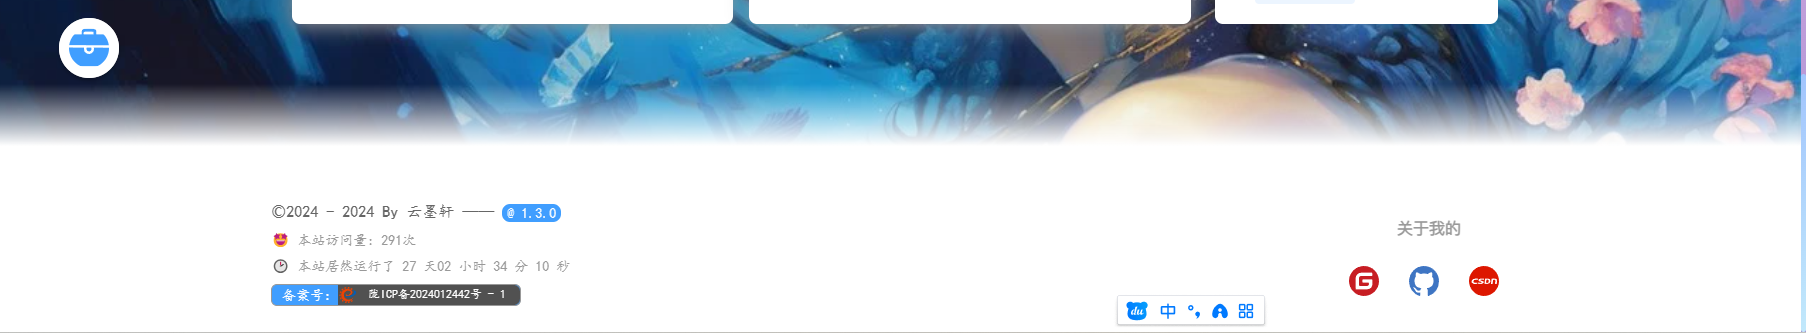 ©2024 - 2024 By 云墨轩 —— @ 1.3.0
本站访问量: 291次
本站居然运行了 27 天02 小时 34 分 10 秒
备案号: 陇ICP备2024012442号 - 1
关于我的
G
CSDN
du 中